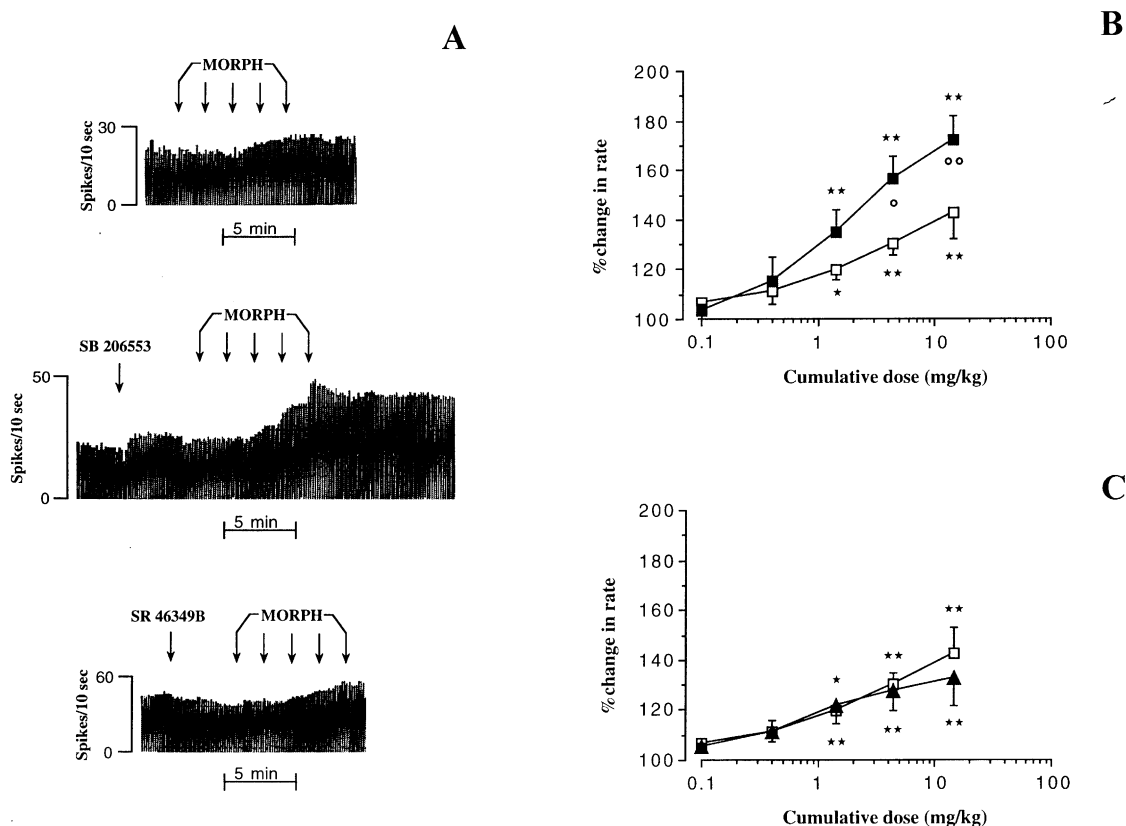 A
MORPH
Spikes/10 sec
30
0
5 min
MORPH
SB 206553
Spikes/10 sec
50
0
5 min
SR 46349B
MORPH
Spikes/10 sec
60
0
5 min
B
% change in rate
200
180
160
140
120
100
★★
★★
★★
★
★★
★★
0.1
1
10
100
Cumulative dose (mg/kg)
C
% change in rate
200
180
160
140
120
100
★
★★
★★
★★
★★
★★
0.1
1
10
100
Cumulative dose (mg/kg)